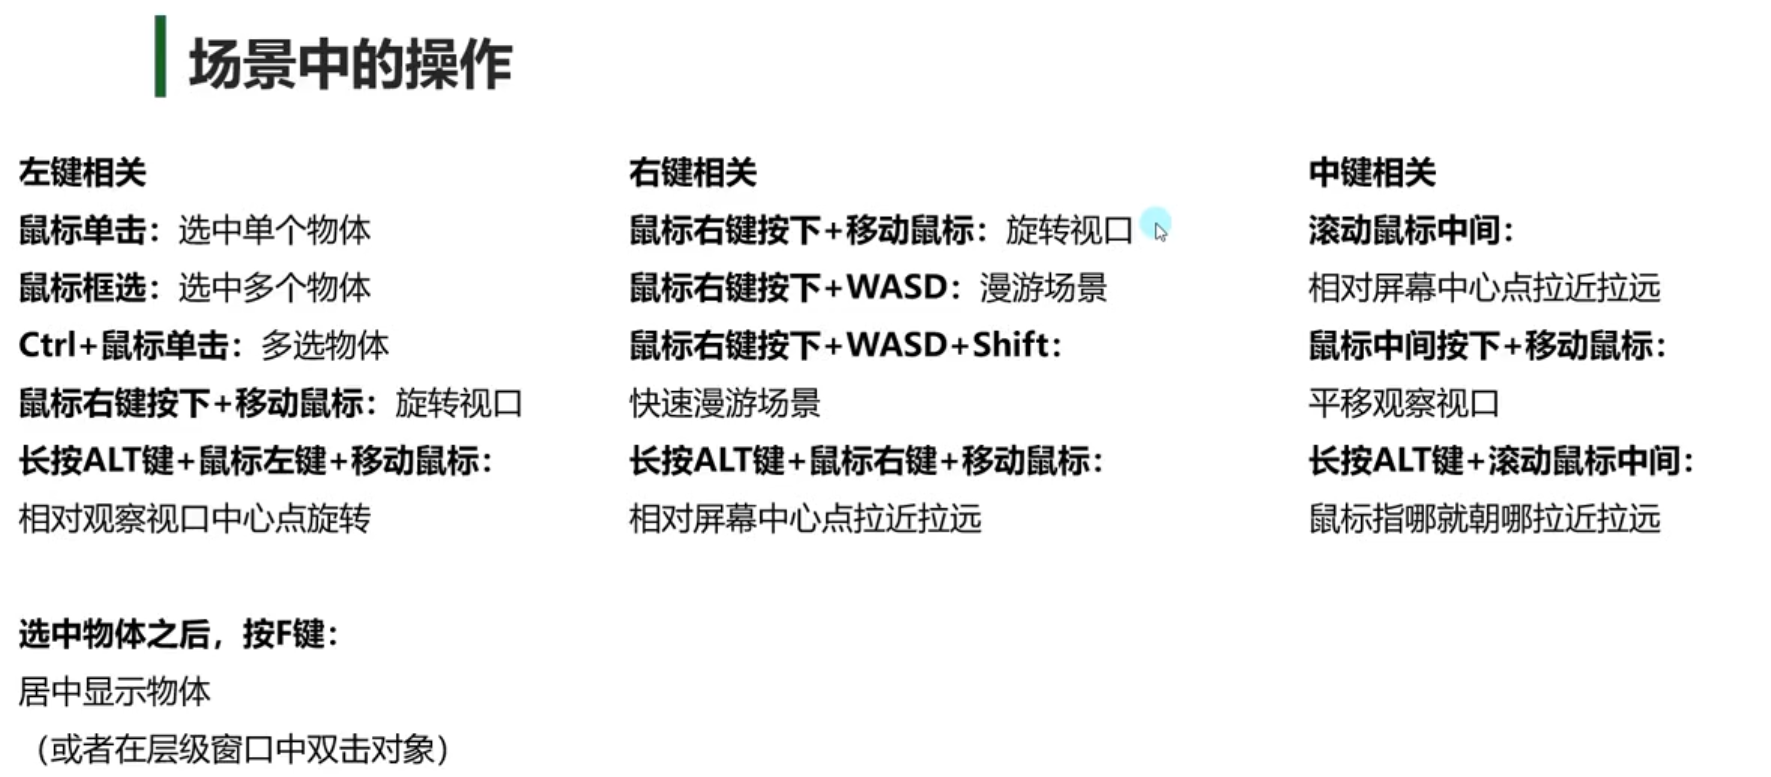 场景中的操作
左键相关
鼠标单击：选中单个物体
鼠标框选：选中多个物体
Ctrl+鼠标单击：多选物体
鼠标右键按下+移动鼠标：旋转视口
长按ALT键+鼠标左键+移动鼠标：
相对观察视口中心点旋转
选中物体之后，按F键：
居中显示物体
（或者在层级窗口中双击对象）
右键相关
鼠标右键按下+移动鼠标：旋转视口
鼠标右键按下+WASD：漫游场景
鼠标右键按下+WASD+Shift：
快速漫游场景
长按ALT键+鼠标右键+移动鼠标：
相对屏幕中心点拉近拉远
中键相关
滚动鼠标中间：
相对屏幕中心点拉近拉远
鼠标中间按下+移动鼠标：
平移观察视口
长按ALT键+滚动鼠标中间：
鼠标指哪就朝哪拉近拉远